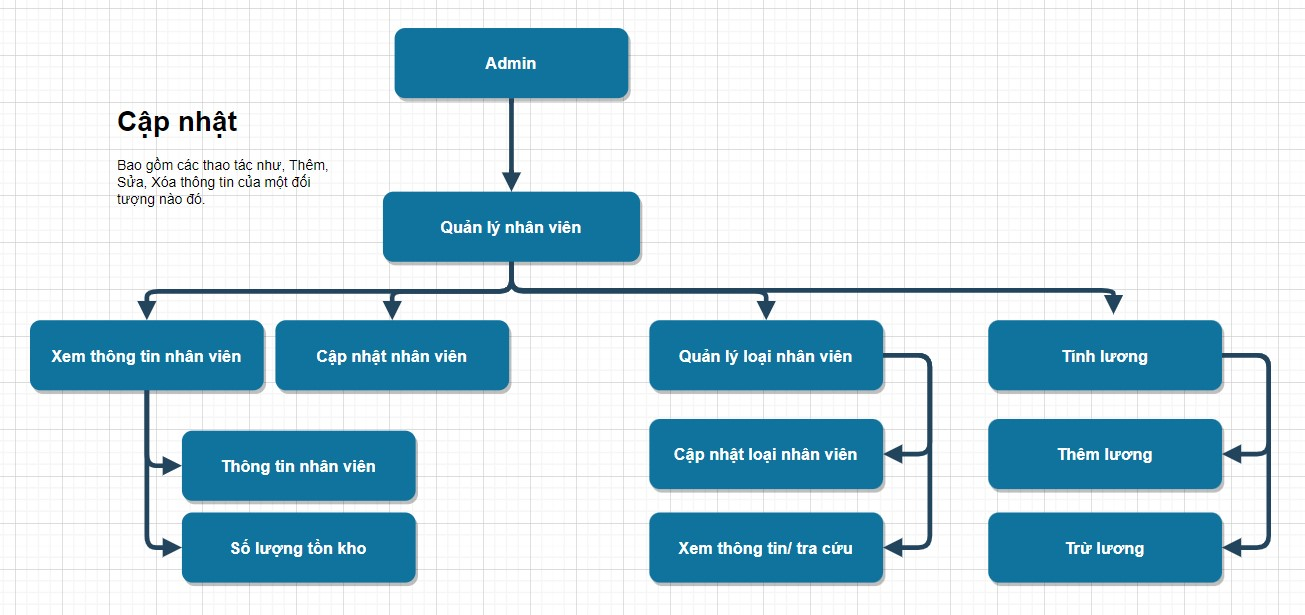 Admin
Cập nhật
Bao gồm các thao tác như, Thêm,
Sửa, Xóa thông tin của một đối
tượng nào đó.
Quản lý nhân viên
Xem thông tin nhân viên
Cập nhật nhân viên
Quản lý loại nhân viên
Tính lương
Thông tin nhân viên
Cập nhật loại nhân viên
Thêm lương
Số lượng tồn kho
Xem thông tin/ tra cứu
Trừ lương